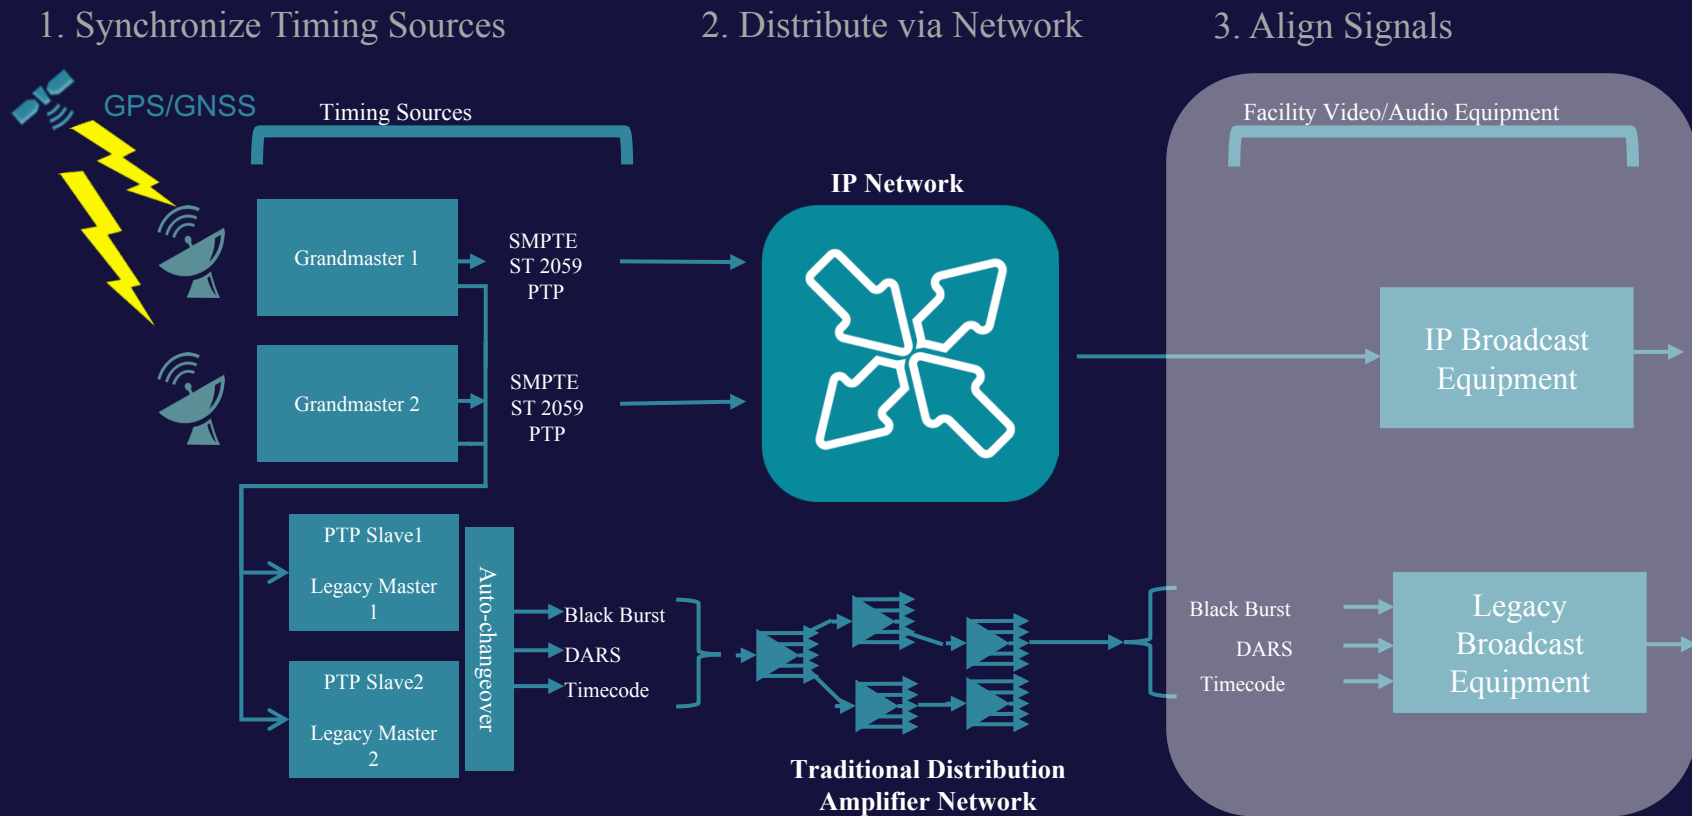 1. Synchronize Timing Sources
2. Distribute via Network
3. Align Signals
GPS/GNSS
Timing Sources
Facility Video/Audio Equipment
IP Network
Grandmaster 1
SMPTE
ST 2059
PTP
Grandmaster 2
SMPTE
ST 2059
PTP
IP Broadcast
Equipment
PTP Slave1
Legacy Master
1
PTP Slave2
Legacy Master
2
Auto-changeover
Black Burst
DARS
Timecode
Traditional Distribution
Amplifier Network
Black Burst
DARS
Timecode
Legacy
Broadcast
Equipment